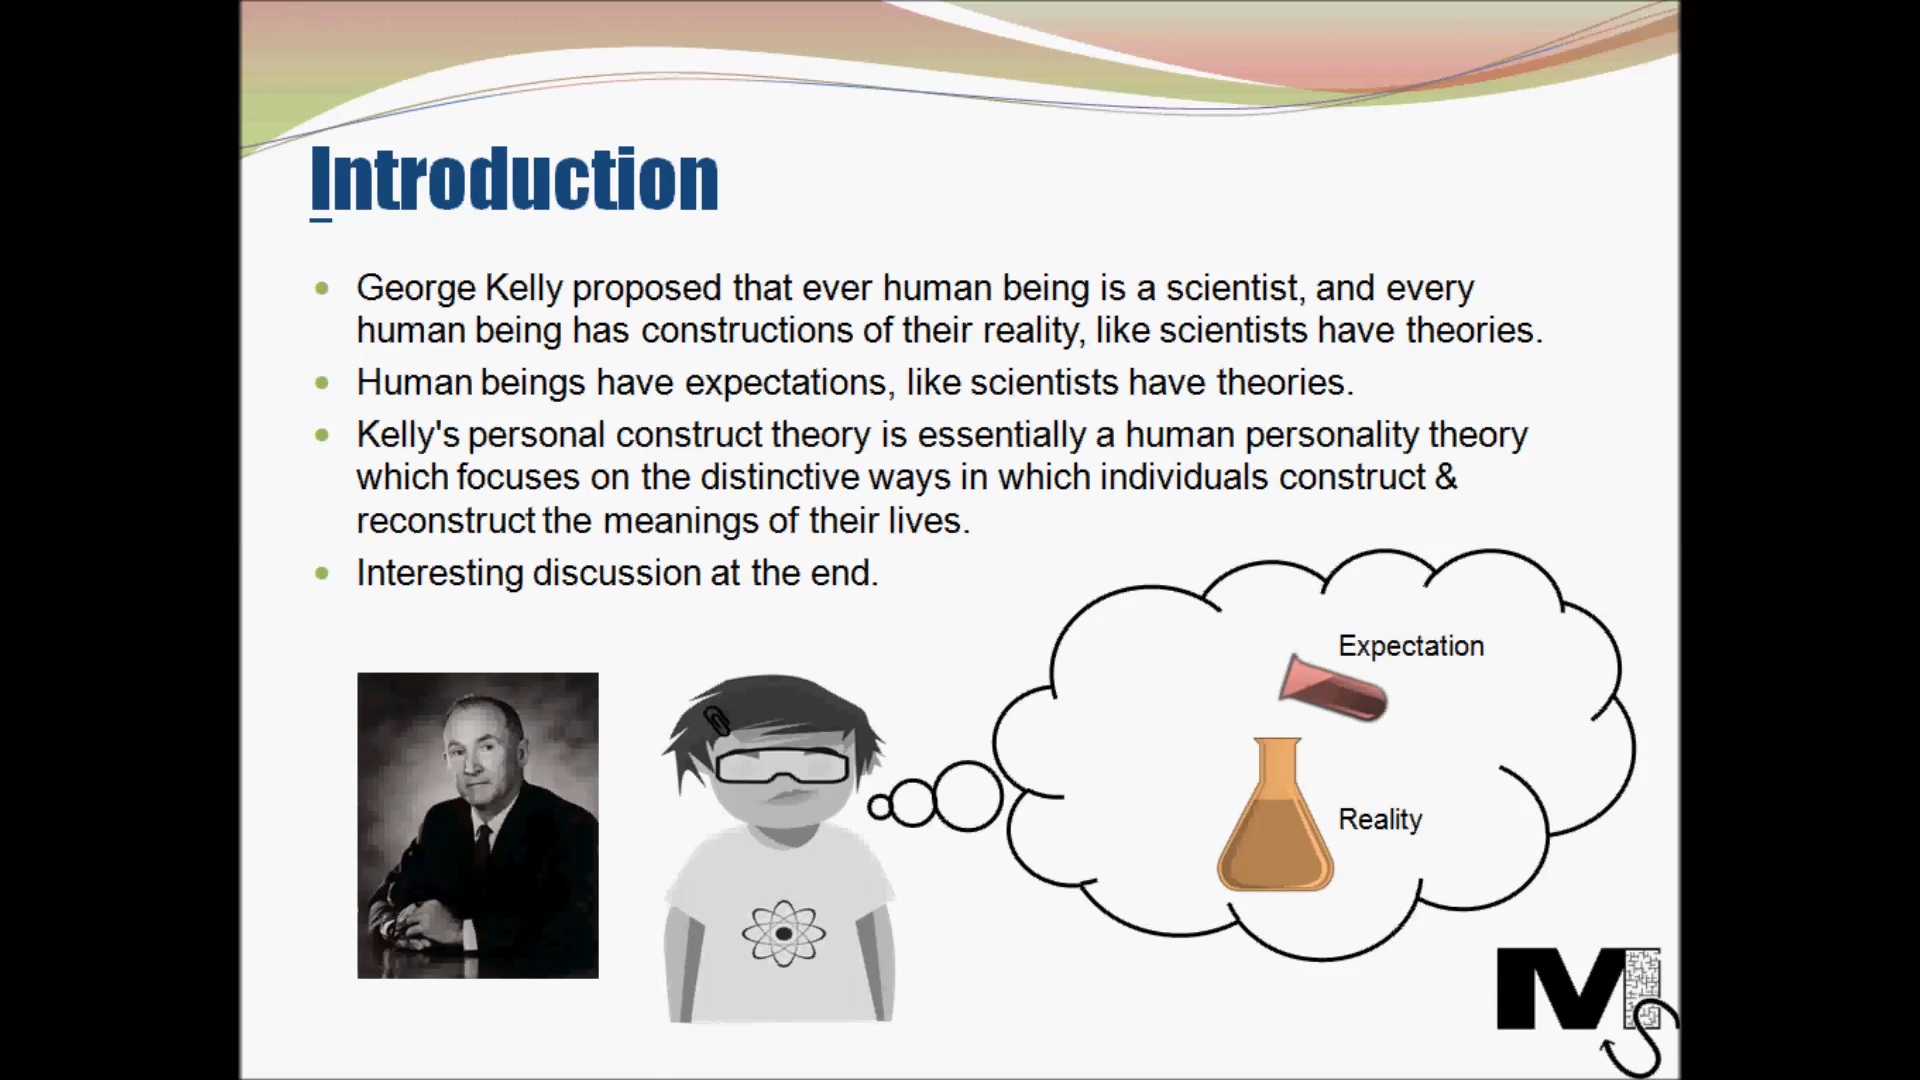 Introduction
George Kelly proposed that ever human being is a scientist, and every
human being has constructions of their reality, like scientists have theories.
Human beings have expectations, like scientists have theories.
Kelly's personal construct theory is essentially a human personality theory
which focuses on the distinctive ways in which individuals construct &
reconstruct the meanings of their lives.
Interesting discussion at the end.
Expectation
Reality
MS